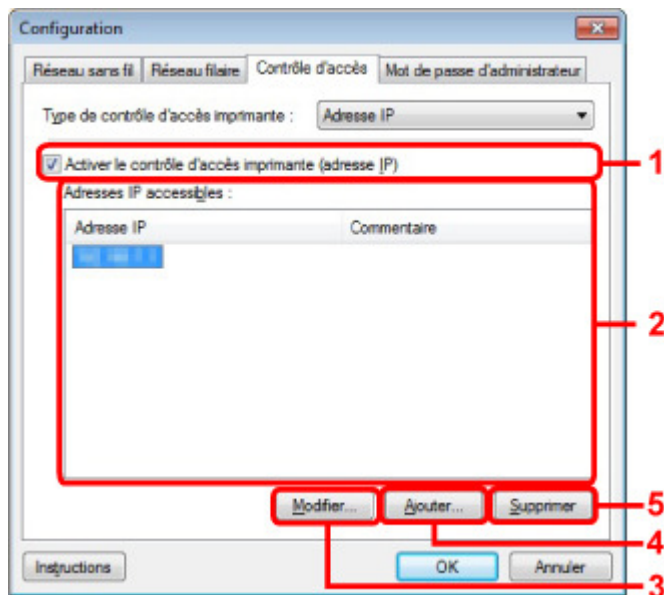 Configuration
Réseau sans fil Réseau filaire Contrôle d'accès Mot de passe d'administrateur
Type de contrôle d'accès imprimante : Adresse IP
Activer le contrôle d'accès imprimante (adresse IP) 1
Adresses IP accessibles :
Adresse IP Commentaire
2
Modifier... Ajouter... Supprimer 5
4
Instructions OK Annuler
3